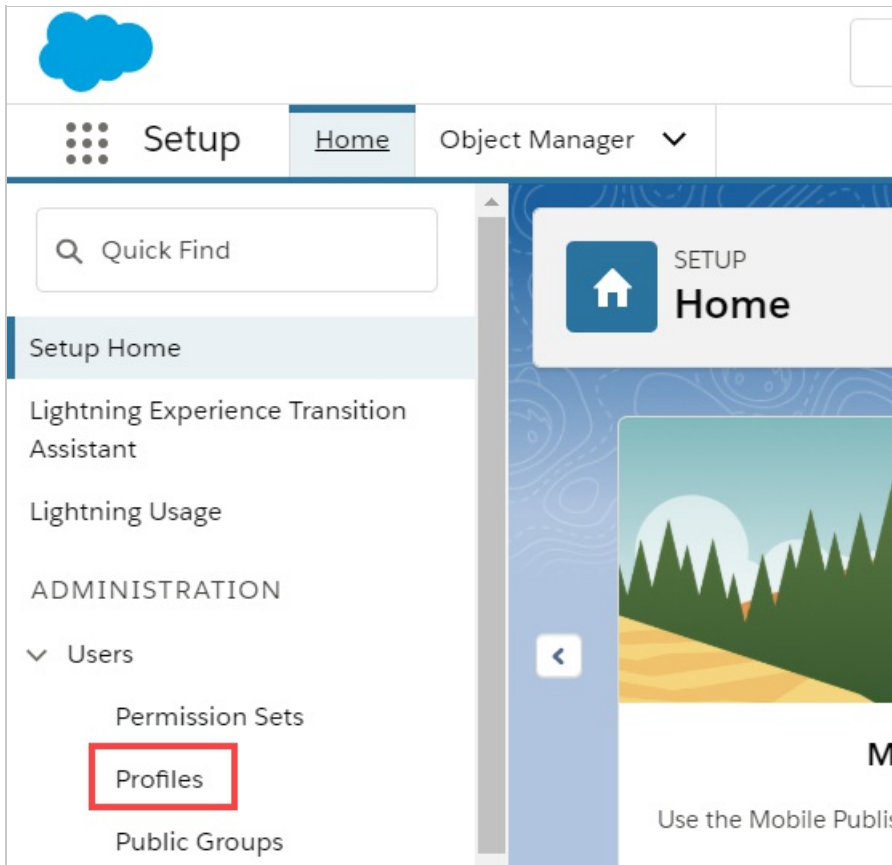 Setup
Home
Object Manager
Quick Find
SETUP
Home
Setup Home
Lightning Experience Transition
Assistant
Lightning Usage
ADMINISTRATION
Users
Permission Sets
Profiles
Public Groups
M
Use the Mobile